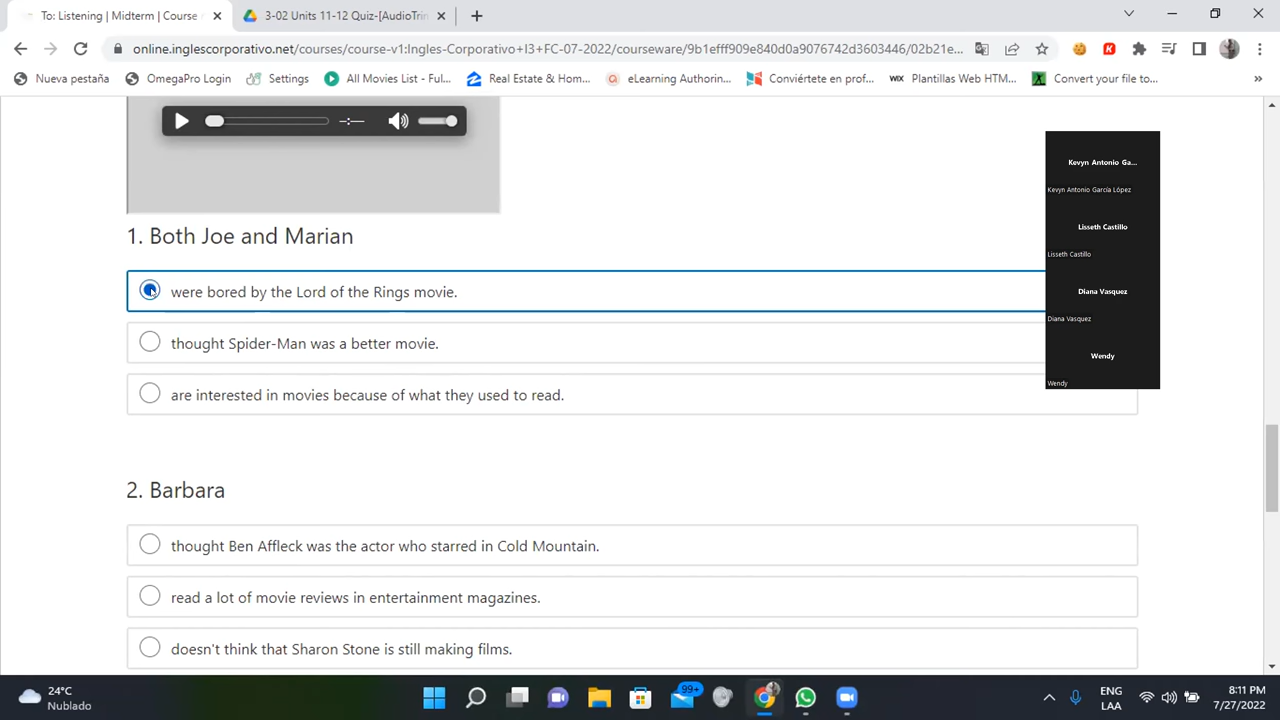 To: Listening | Midterm | Course
3-02 Units 11-12 Quiz-[AudioTrin
online.inglescorporativo.net/courses/course-v1:Ingles-Corporativo+I3+FC-07-2022/courseware/9b1efff909e840d0a9076742d3603446/02b21e...
Nueva pestaña
OmegaPro Login
Settings
All Movies List - Ful...
Real Estate & Hom...
eLearning Authorin...
Conviértete en prof...
WIX Plantillas Web HTM...
Convert your file to...
»
-:-
Kevyn Antonio Ga...
Kevyn Antonio García López
Lisseth Castillo
Lisseth Castillo
Diana Vasquez
Diana Vasquez
Wendy
Wendy
1. Both Joe and Marian
were bored by the Lord of the Rings movie.
thought Spider-Man was a better movie.
are interested in movies because of what they used to read.
2. Barbara
thought Ben Affleck was the actor who starred in Cold Mountain.
read a lot of movie reviews in entertainment magazines.
doesn't think that Sharon Stone is still making films.
24°C
Nublado
99+
ENG
LAA
8:11 PM
7/27/2022